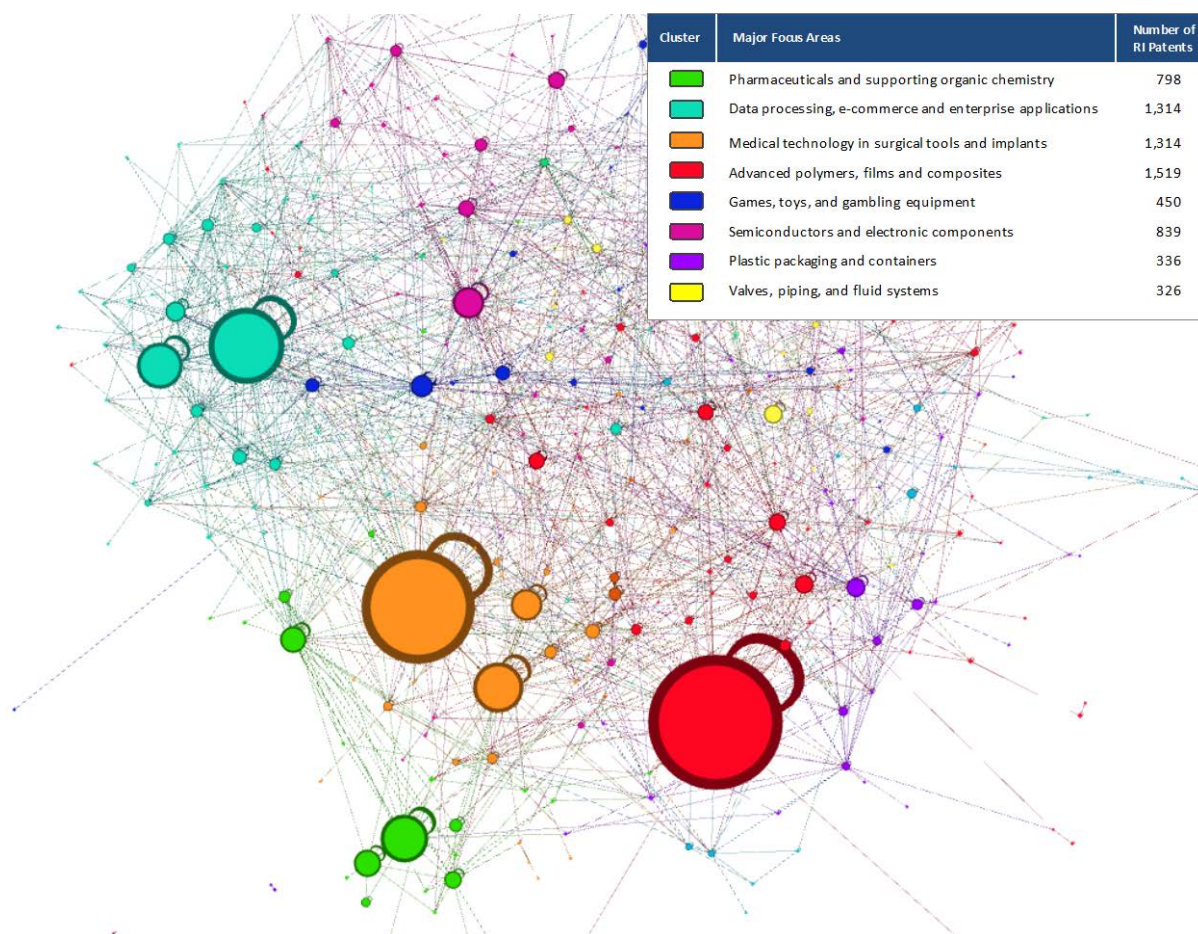 Cluster Major Focus Areas Number of
RI Patents
Pharmaceuticals and supporting organic chemistry 798
Data processing, e-commerce and enterprise applications 1,314
Medical technology in surgical tools and implants 1,314
Advanced polymers, films and composites 1,519
Games, toys, and gambling equipment 450
Semiconductors and electronic components 839
Plastic packaging and containers 336
Valves, piping, and fluid systems 326